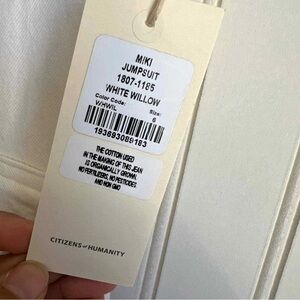 MIKI
JUMPSUIT
1807-1185
WHITE WILLOW
Color Code: Size:
WHWIL 6
193693089183
THE COTTON USED
IN THE MAKING OF THIS JEAN
IS ORGANICALLY GROWN.
NO FERTILIZERS, NO PESTICIDES
AND NON GMO
CITIZENS of HUMANITY